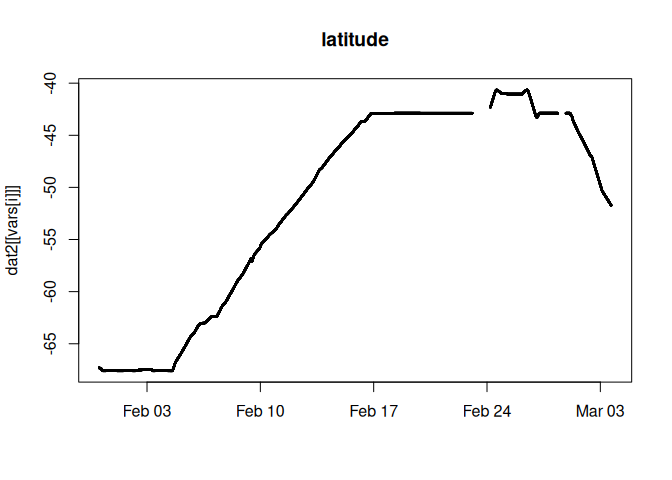 latitude
dat2[[vars[i]]]
-40
-45
-50
-55
-60
-65
Feb 03
Feb 10
Feb 17
Feb 24
Mar 03